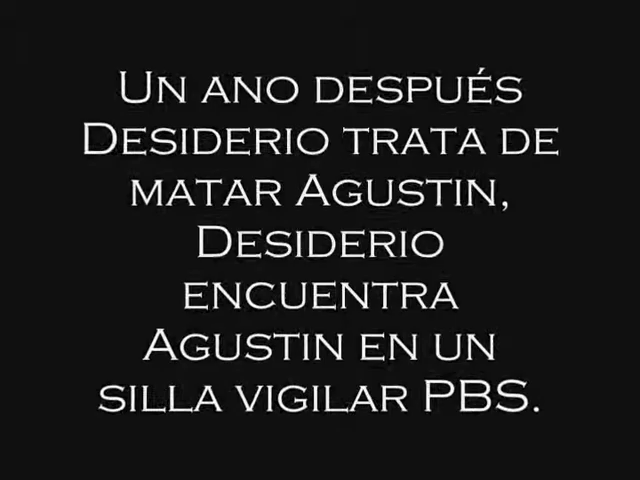 Un ano después
Desiderio trata de
matar Agustin,
Desiderio
encuentra
Agustin en un
silla vigilar PBS.